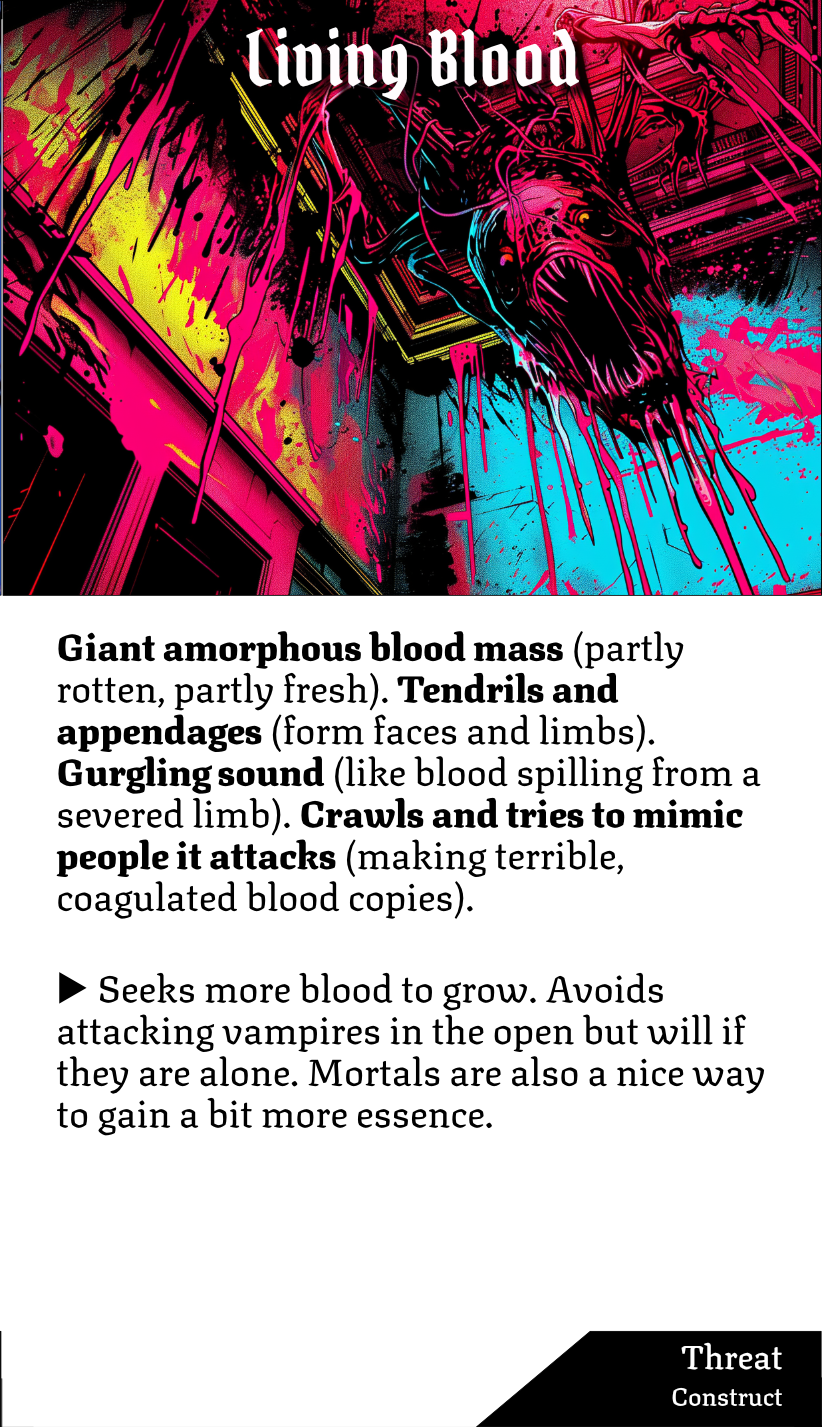 Living Blood
Giant amorphous blood mass (partly
rotten, partly fresh). Tendrils and
appendages (form faces and limbs).
Gurgling sound (like blood spilling from a
severed limb). Crawls and tries to mimic
people it attacks (making terrible,
coagulated blood copies).
▶ Seeks more blood to grow. Avoids
attacking vampires in the open but will if
they are alone. Mortals are also a nice way
to gain a bit more essence.
Threat
Construct